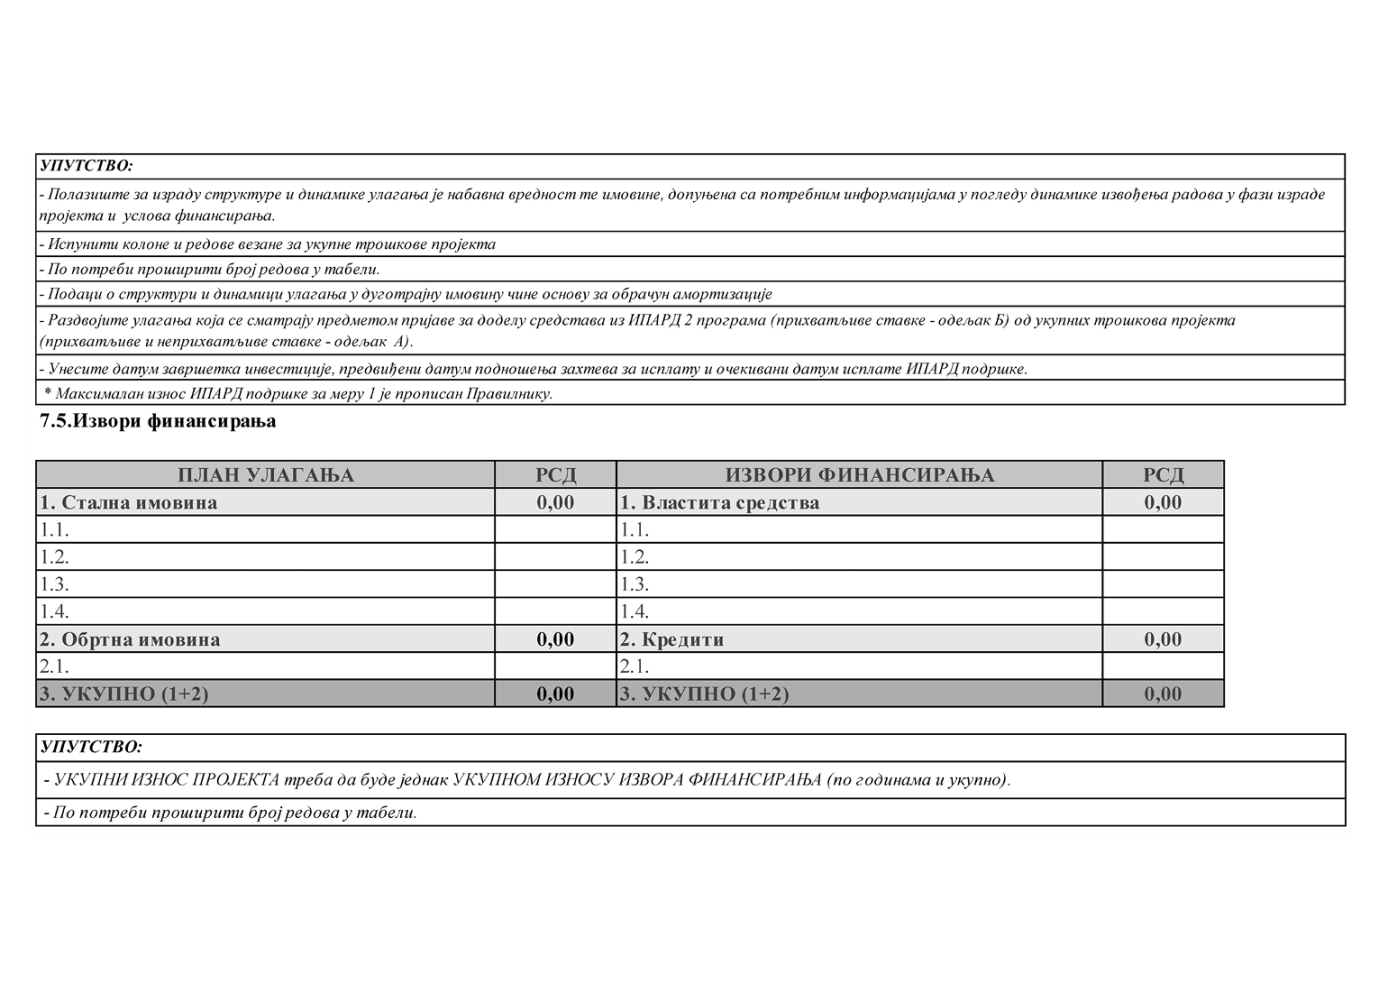 УПУТСТВО:
- Полазиште за израду структуре и динамике улагања је набавна вредност те имовине, допуњена са потребним информацијама у погледу динамике извођења радова у фази израде
пројекта и услова финансирања.
- Испунити колоне и редове везане за укупне трошкове пројекта
- По потреби проширити број редова у табели.
- Подаци о структури и динамици улагања у дуготрајну имовину чине основу за обрачун амортизације
- Раздвојите улагања која се сматрају предметом пријаве за доделу средстава из ИПАРД 2 програма (прихватљиве ставке - одељак Б) од укупних трошкова пројекта
(прихватљиве и неприхватљиве ставке - одељак А).
- Унесите датум завршетка инвестиције, предвиђени датум подношења захтева за исплату и очекивани датум исплате ИПАРД подршке.
* Максималан износ ИПАРД подршке за меру 1 је прописан Правилнику.
7.5.Извори финансирања
ПЛАН УЛАГАЊА РСД ИЗВОРИ ФИНАНСИРАЊА РСД
1. Стална имовина 0,00 1. Властита средства 0,00
1.1. 1.1.
1.2. 1.2.
1.3. 1.3.
1.4. 1.4.
2. Обртна имовина 0,00 2. Кредити 0,00
2.1. 2.1.
3. УКУПНО (1+2) 0,00 3. УКУПНО (1+2) 0,00
УПУТСТВО:
- УКУПНИ ИЗНОС ПРОЈЕКТА треба да буде једнак УКУПНОМ ИЗНОСУ ИЗВОРА ФИНАНСИРАЊА (по годинама и укупно).
- По потреби проширити број редова у табели.